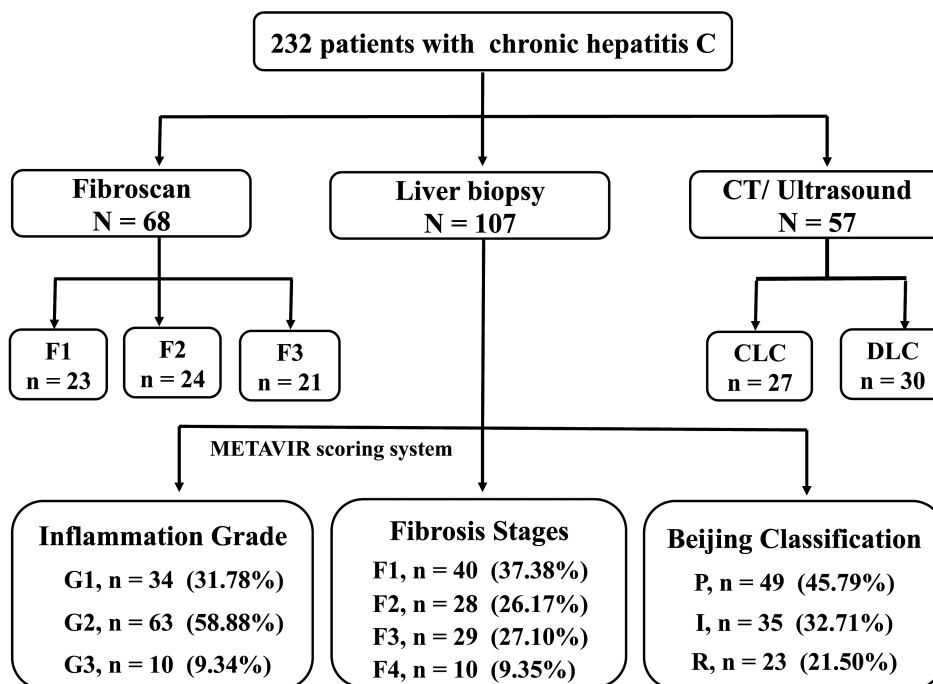 232 patients with chronic hepatitis C
Fibroscan
N = 68
Liver biopsy
N = 107
CT/ Ultrasound
N = 57
F1
n = 23
F2
n = 24
F3
n = 21
CLC
n = 27
DLC
n = 30
METAVIR scoring system
Inflammation Grade
G1, n = 34 (31.78%)
G2, n = 63 (58.88%)
G3, n = 10 (9.34%)
Fibrosis Stages
F1, n = 40 (37.38%)
F2, n = 28 (26.17%)
F3, n = 29 (27.10%)
F4, n = 10 (9.35%)
Beijing Classification
P, n = 49 (45.79%)
I, n = 35 (32.71%)
R, n = 23 (21.50%)